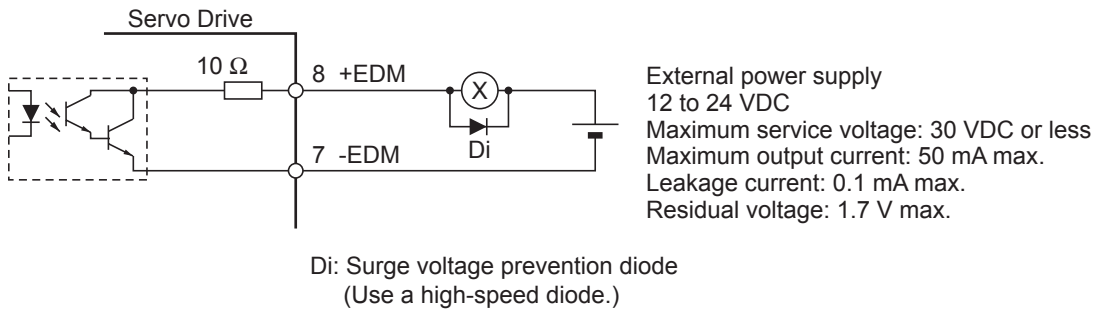 Servo Drive
10 Ω
8 +EDM
X
Di
7 -EDM
External power supply
12 to 24 VDC
Maximum service voltage: 30 VDC or less
Maximum output current: 50 mA max.
Leakage current: 0.1 mA max.
Residual voltage: 1.7 V max.
Di: Surge voltage prevention diode
(Use a high-speed diode.)